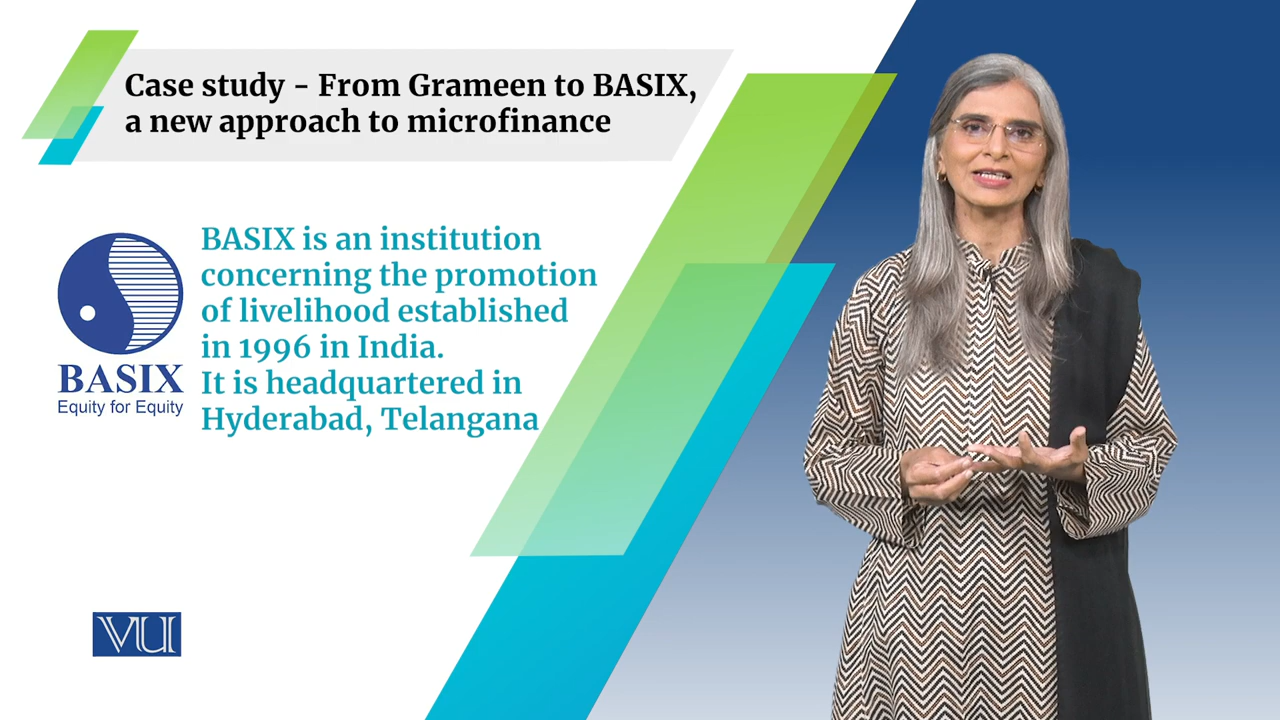 Case study - From Grameen to BASIX,
a new approach to microfinance
BASIX is an institution
concerning the promotion
of livelihood established
in 1996 in India.
It is headquartered in
Hyderabad, Telangana
BASIX
Equity for Equity
VU